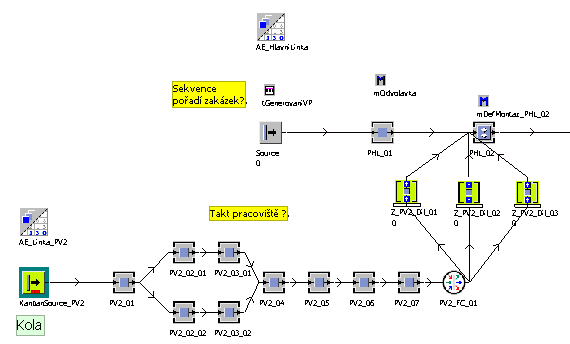 AE_HlavníLinka
Sekvence
pořadí zakázek?.
tGenerovaniVP
mOdvolavka
mDefMontaz_PHL_02
Source
0
PHL_01
PHL_02
Z_PV2_DIl_01
0
Z_PV2_DIl_02
0
Z_PV2_DIl_03
0
Takt pracoviště ?.
AE_Linka_PV2
KanbanSource_PV2
PV2_01
PV2_02_01
PV2_03_01
PV2_02_02
PV2_03_02
PV2_04
PV2_05
PV2_06
PV2_07
PV2_FC_01
Kola